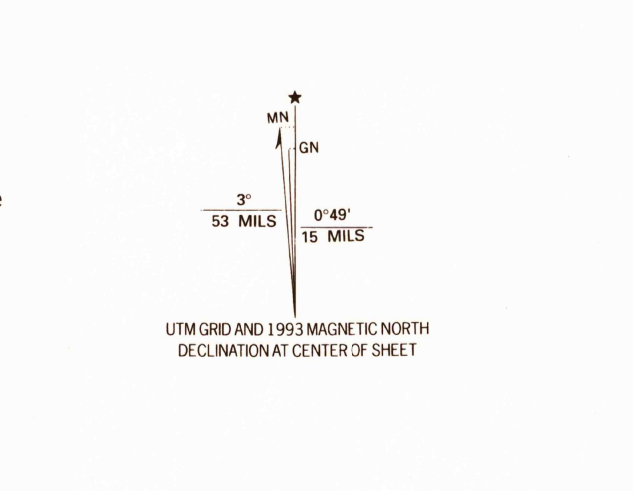 MN
GN
3°
53 MILS
0°49'
15 MILS
UTM GRID AND 1993 MAGNETIC NORTH
DECLINATION AT CENTER OF SHEET